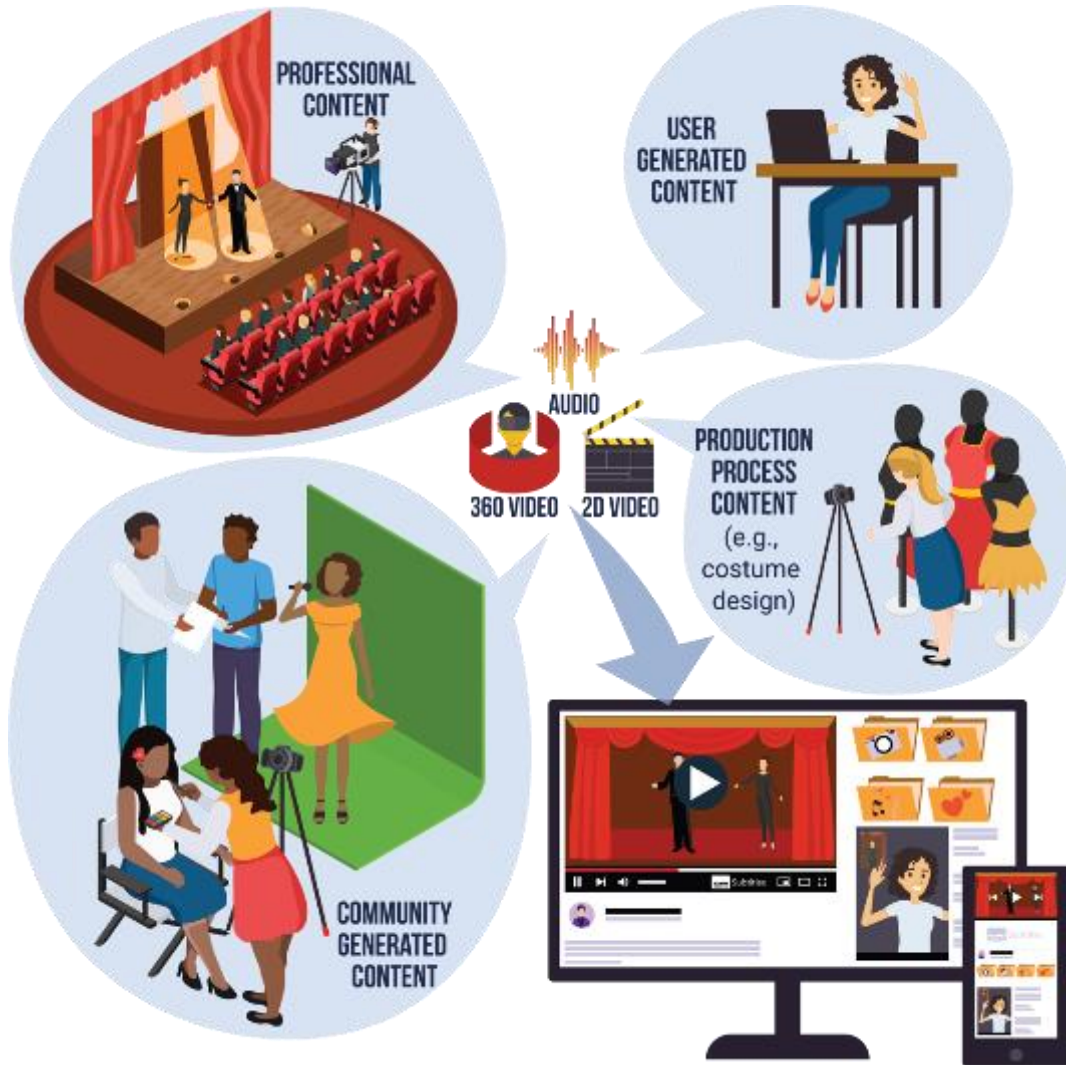 PROFESSIONAL
CONTENT
USER
GENERATED
CONTENT
AUDIO
360 VIDEO
2D VIDEO
PRODUCTION
PROCESS
CONTENT
(e.g.,
costume
design)
COMMUNITY
GENERATED
CONTENT
Subtitles